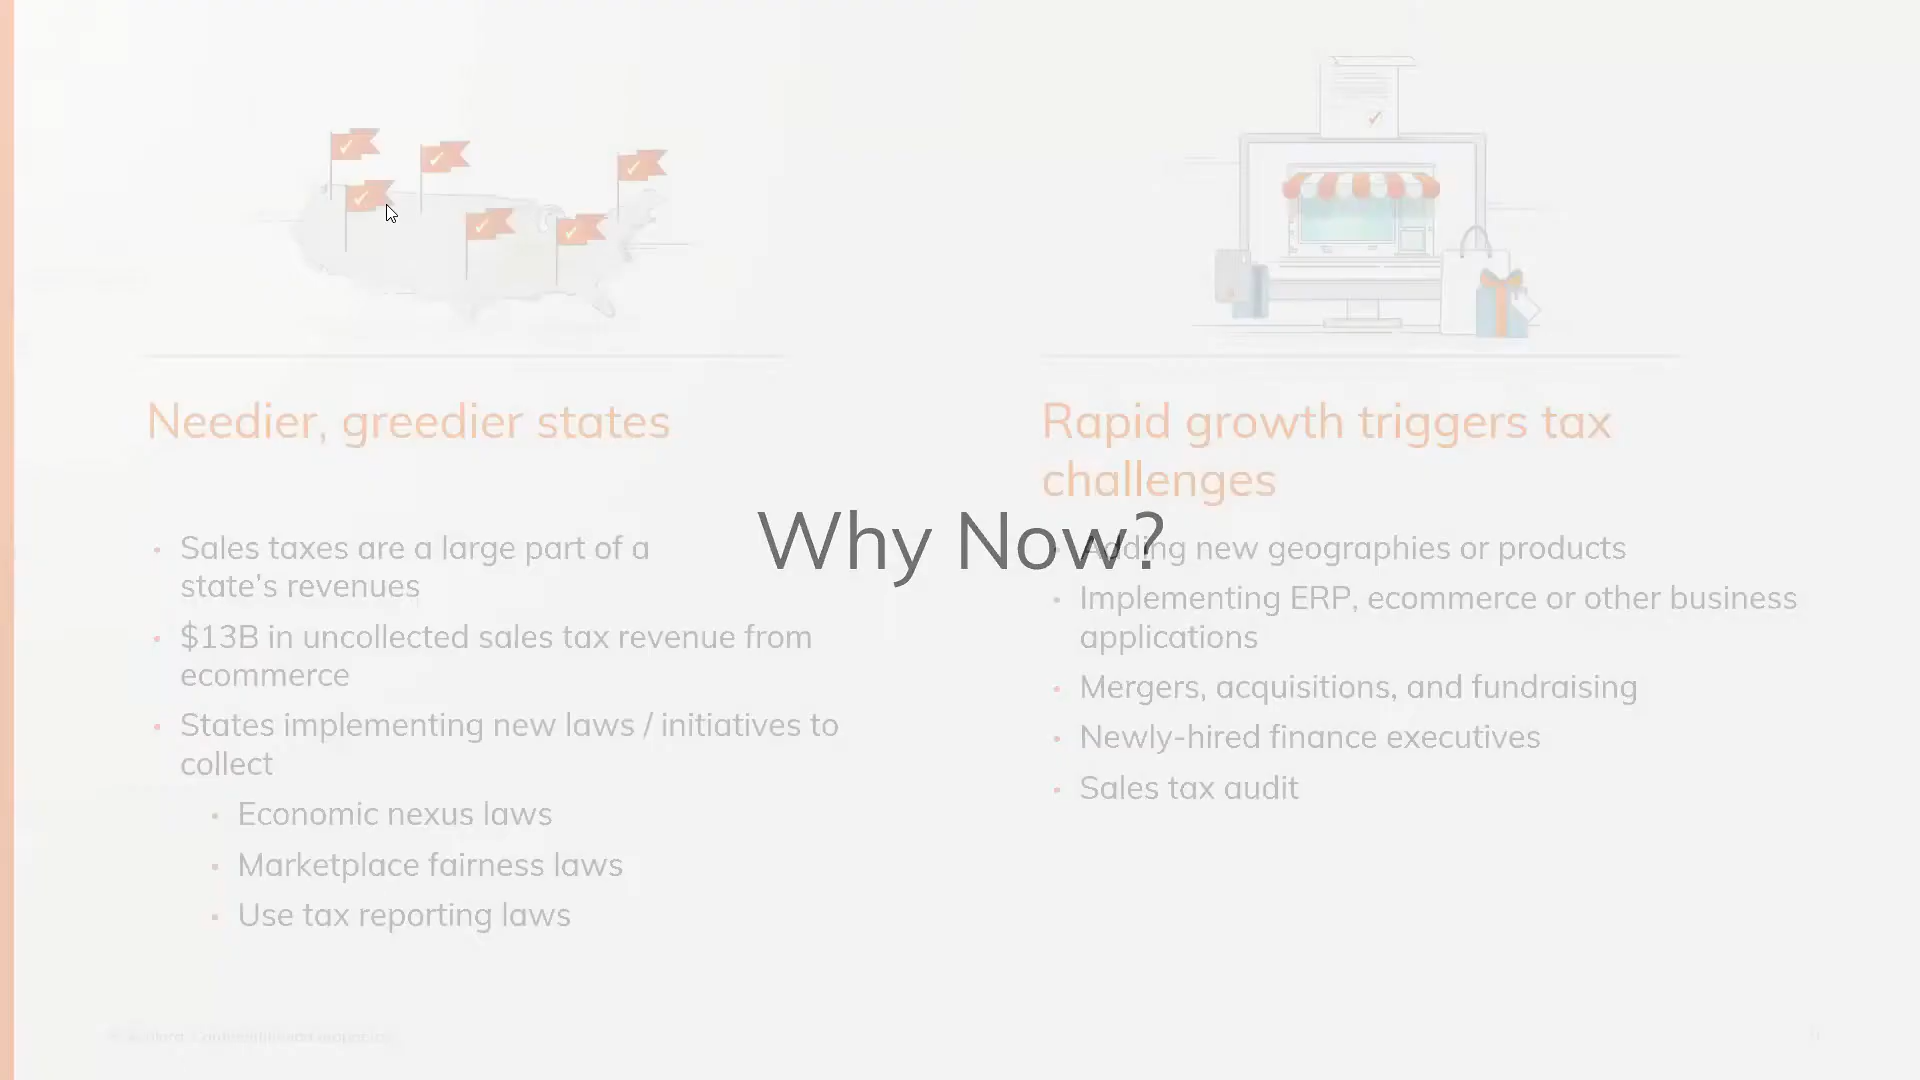 Needier, greedier states
Sales taxes are a large part of a
state's revenues
$13B in uncollected sales tax revenue from
ecommerce
States implementing new laws / initiatives to
collect
Economic nexus laws
Marketplace fairness laws
Use tax reporting laws
Why Now?
Rapid growth triggers tax
challenges
Adding new geographies or products
Implementing ERP, ecommerce or other business
applications
Mergers, acquisitions, and fundraising
Newly-hired finance executives
Sales tax audit